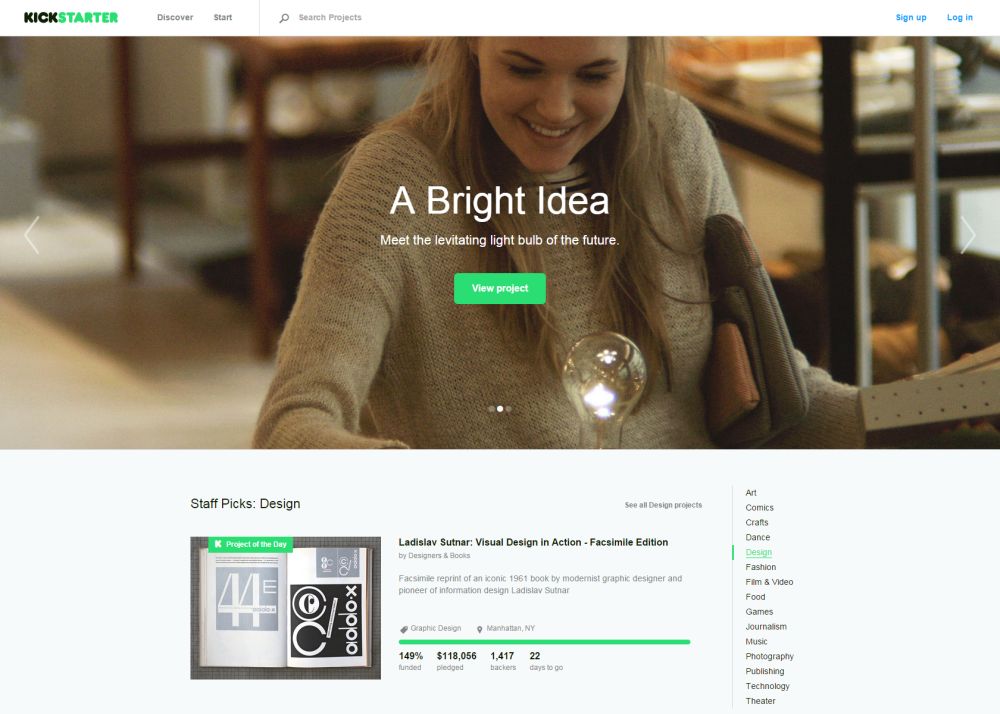 KICKSTARTER
Discover
Start
Search Projects
Sign up
Log in
A Bright Idea
Meet the levitating light bulb of the future.
View project
Staff Picks: Design
See all Design projects
Project of the Day
44E
Ladislav Sutnar: Visual Design in Action - Facsimile Edition
by Designers & Books
Facsimile reprint of an iconic 1961 book by modernist graphic designer and
pioneer of information design Ladislav Sutnar
Graphic Design
Manhattan, NY
149%
funded
$118,056
pledged
1,417
backers
22
days to go
Art
Comics
Crafts
Dance
Design
Fashion
Film & Video
Food
Games
Journalism
Music
Photography
Publishing
Technology
Theater